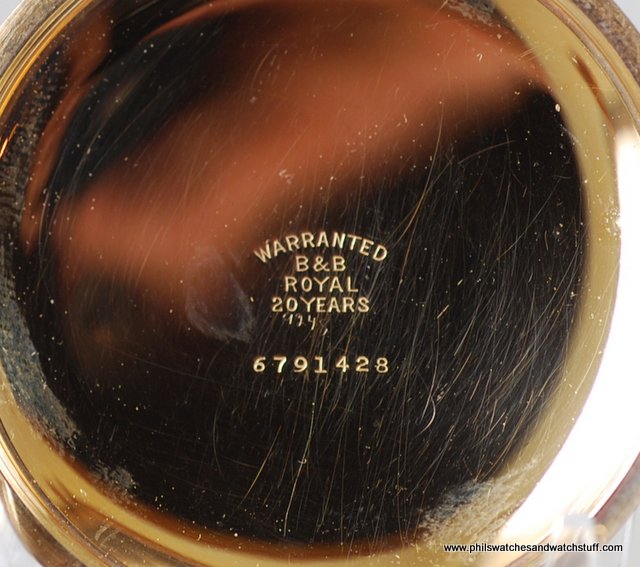 WARRANTED
B&B
ROYAL
20 YEARS
6791428
www.philswatchesandwatchstuff.com